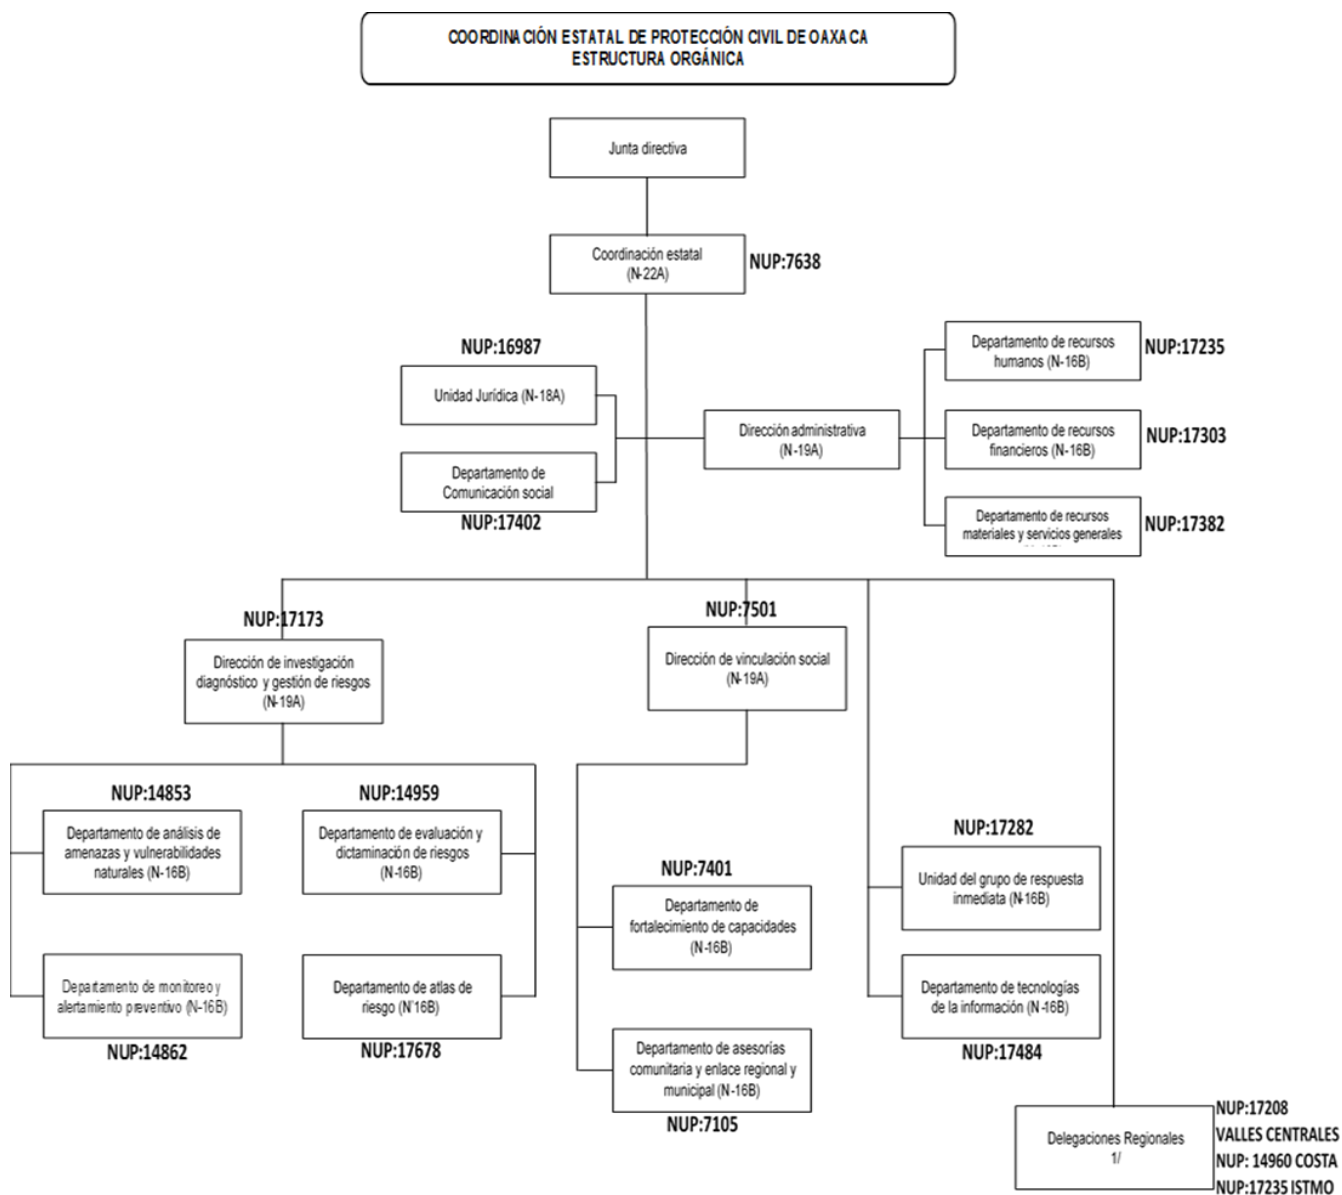 COORDINACIÓN ESTATAL DE PROTECCIÓN CIVIL DE OAXACA
ESTRUCTURA ORGÁNICA
Junta directiva
Coordinación estatal
(N-22A)
NUP:7638
NUP:16987
Unidad Jurídica (N-18A)
Departamento de
Comunicación social
NUP:17402
Dirección administrativa
(N-19A)
Departamento de recursos
humanos (N-16B)
NUP:17235
Departamento de recursos
financieros (N-16B)
NUP:17303
Departamento de recursos
materiales y servicios generales
NUP:17382
NUP:17173
Dirección de investigación
diagnóstico y gestión de riesgos
(N-19A)
NUP:7501
Dirección de vinculación social
(N-19A)
NUP:14853
Departamento de análisis de
amenazas y vulnerabilidades
naturales (N-16B)
NUP:14959
Departamento de evaluación y
dictaminación de riesgos
(N-16B)
Departamento de monitoreo y
alertamiento preventivo (N-16B)
NUP:14862
Departamento de atlas de
riesgo (N'16B)
NUP:17678
NUP:7401
Departamento de
fortalecimiento de capacidades
(N-16B)
Departamento de asesorías
comunitaria y enlace regional y
municipal (N-16B)
NUP:7105
NUP:17282
Unidad del grupo de respuesta
inmediata (N-16B)
Departamento de tecnologías
de la información (N-16B)
NUP:17484
Delegaciones Regionales
1/
NUP:17208
VALLES CENTRALES
NUP: 14960 COSTA
NUP:17235 ISTMO